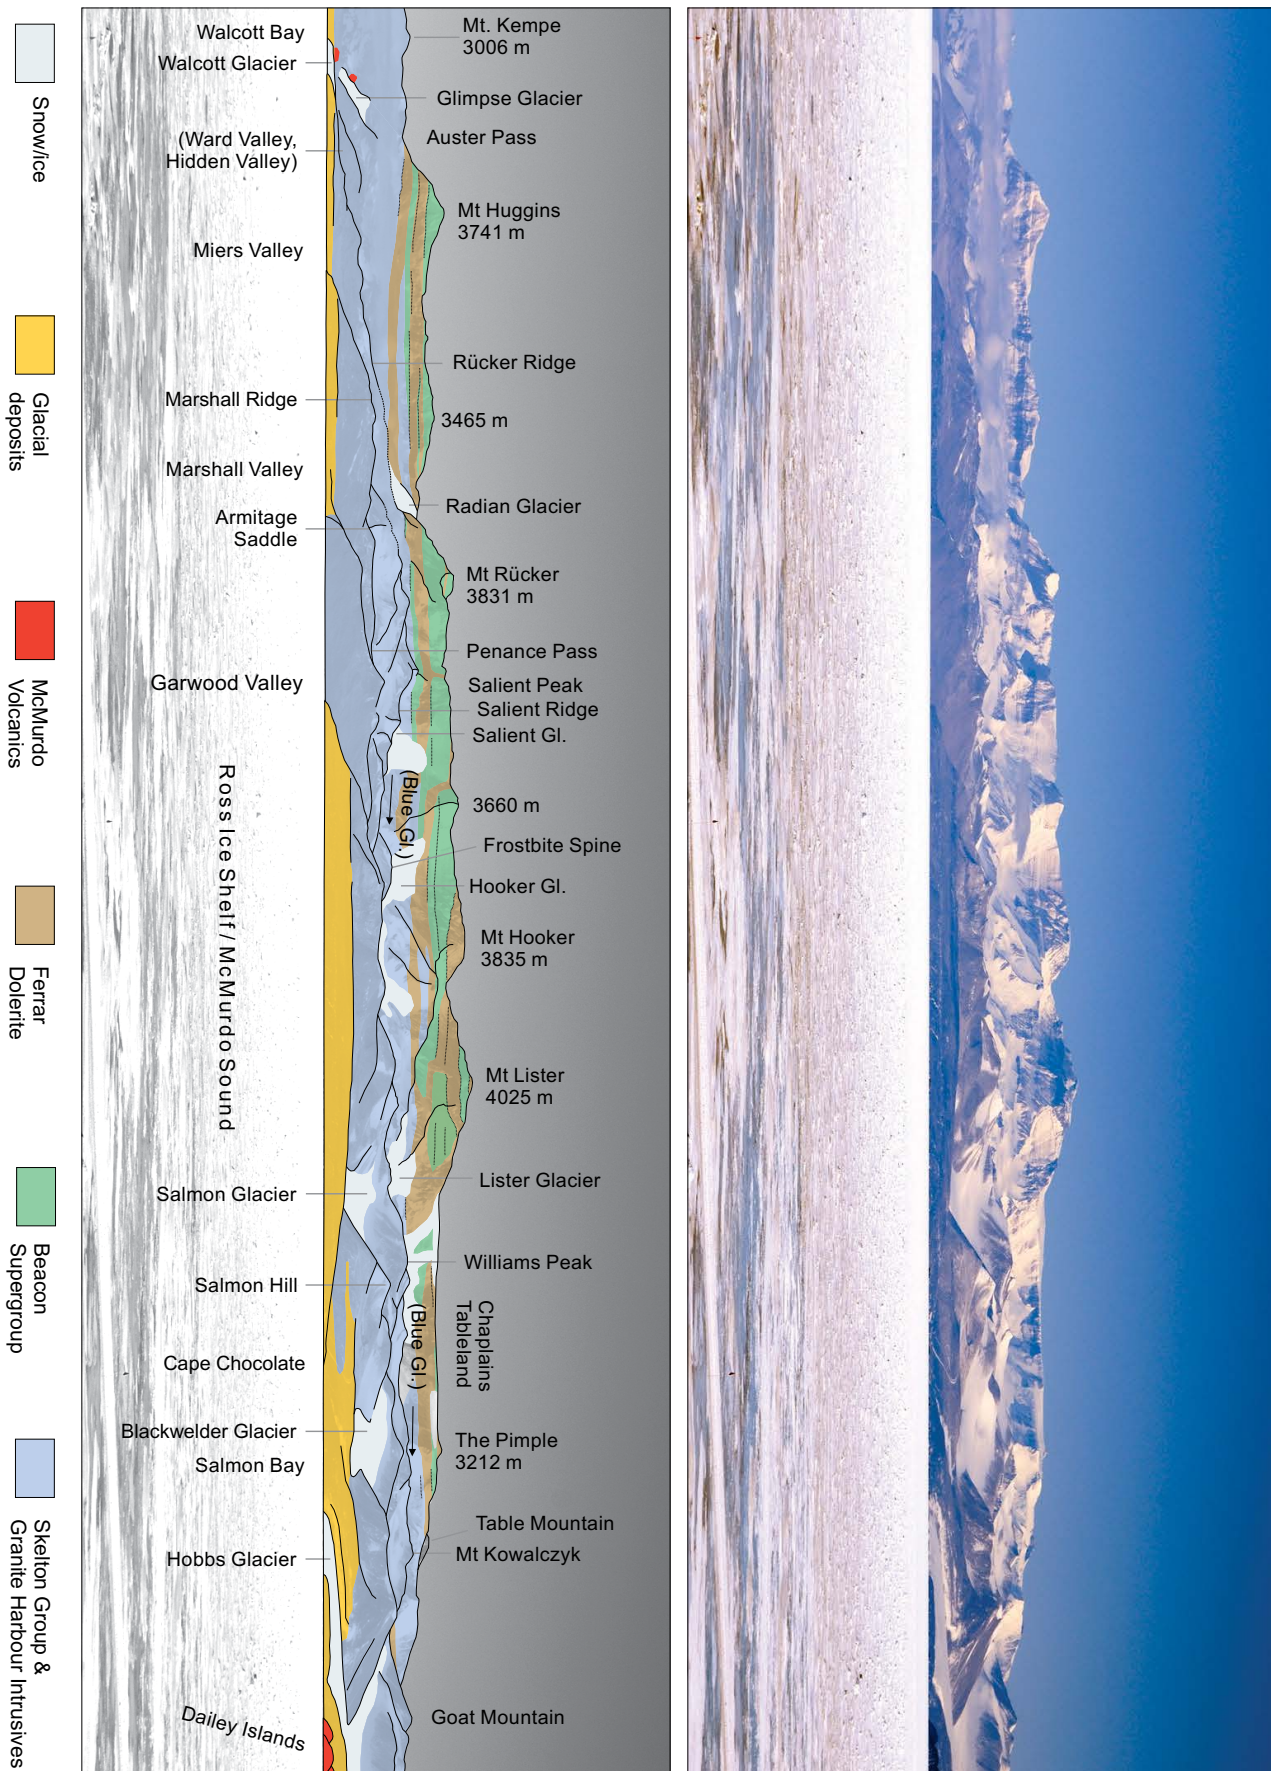 Walcott Bay
Walcott Glacier
(Ward Valley,
Hidden Valley)
Miers Valley
Marshall Ridge
Marshall Valley
Armitage
Saddle
Garwood Valley
Ross Ice Shelf / McMurdo Sound
Salmon Glacier
Salmon Hill
Cape Chocolate
Blackwelder Glacier
Salmon Bay
Hobbs Glacier
Dailey Islands
Mt. Kempe
3006 m
Glimpse Glacier
Auster Pass
Mt Huggins
3741 m
Rücker Ridge
3465 m
Radian Glacier
Mt Rücker
3831 m
Penance Pass
Salient Peak
Salient Ridge
Salient Gl.
(Blue Gl.)
3660 m
Frostbite Spine
Hooker Gl.
Mt Hooker
3835 m
Mt Lister
4025 m
Lister Glacier
Williams Peak
Chaplains
Tableland
(Blue Gl.)
The Pimple
3212 m
Table Mountain
Mt Kowalczyk
Goat Mountain
Snow/ice
Glacial
deposits
McMurdo
Volcanics
Ferrar
Dolerite
Beacon
Supergroup
Skelton Group &
Granite Harbour Intrusives